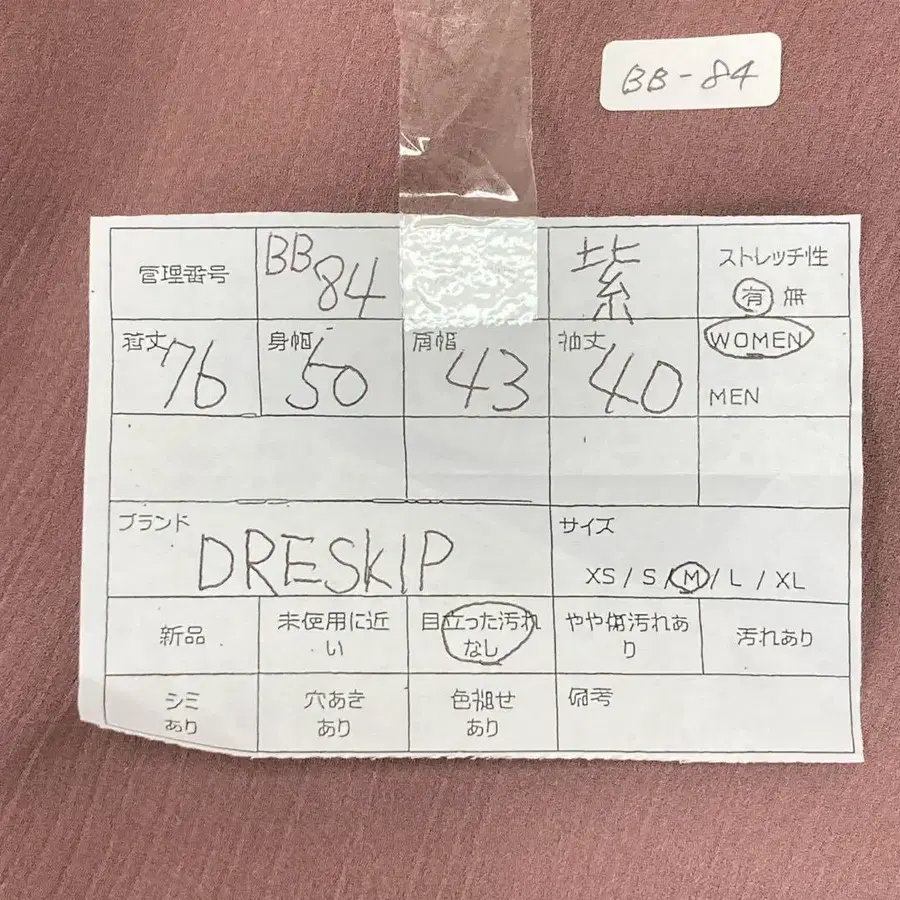 BB-84
管理番号
BB84
紫
ストレッチ性
有 無
着丈
76
身幅
50
肩幅
43
袖丈
40
WOMEN
MEN
ブランド
DRESKIP
サイズ
XS / S / M / L / XL
新品
未使用に近
い
目立った汚れ
なし
やや傷汚れあ
り
汚れあり
シミ
あり
穴あき
あり
色褪せ
あり
備考